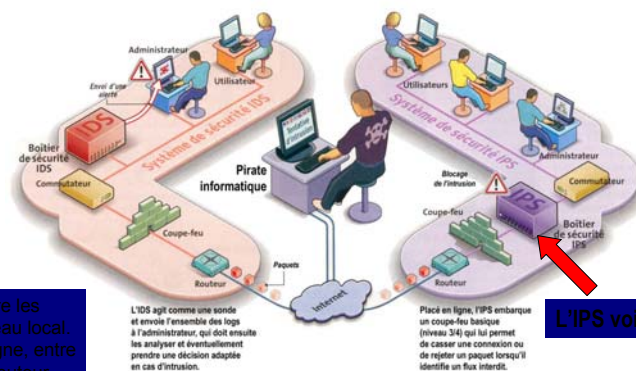 Administrateur
Envoi d'une
alerte
Utilisateur
IDS
Système de sécurité IDS
Boîtier
de sécurité
IDS
Commutateur
Coupe-feu
Routeur
Paquets
Tentative
d'intrusion
Pirate
informatique
Internet
Utilisateurs
Système de sécurité IPS
Administrateur
Blocage
de l'intrusion
Commutateur
IPS
Coupe-feu
Boîtier
de sécurité
IPS
Routeur
L'IDS agit comme une sonde
et envoie l'ensemble des logs
à l'administrateur, qui doit ensuite
les analyser et éventuellement
prendre une décision adaptée
en cas d'intrusion.
Placé en ligne, l'IPS embarque
un coupe-feu basique
(niveau 3/4) qui lui permet
de casser une connexion ou
de rejeter un paquet lorsqu'il
identifie un flux interdit.
les
local.
entre
L'IPS